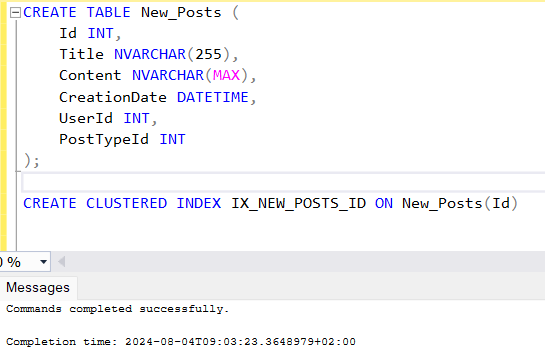 CREATE TABLE New_Posts (
Id INT,
Title NVARCHAR(255),
Content NVARCHAR(MAX),
CreationDate DATETIME,
UserId INT,
PostTypeId INT
);
CREATE CLUSTERED INDEX IX_NEW_POSTS_ID ON New_Posts(Id)
0 %
Messages
Commands completed successfully.
Completion time: 2024-08-04T09:03:23.3648979+02:00